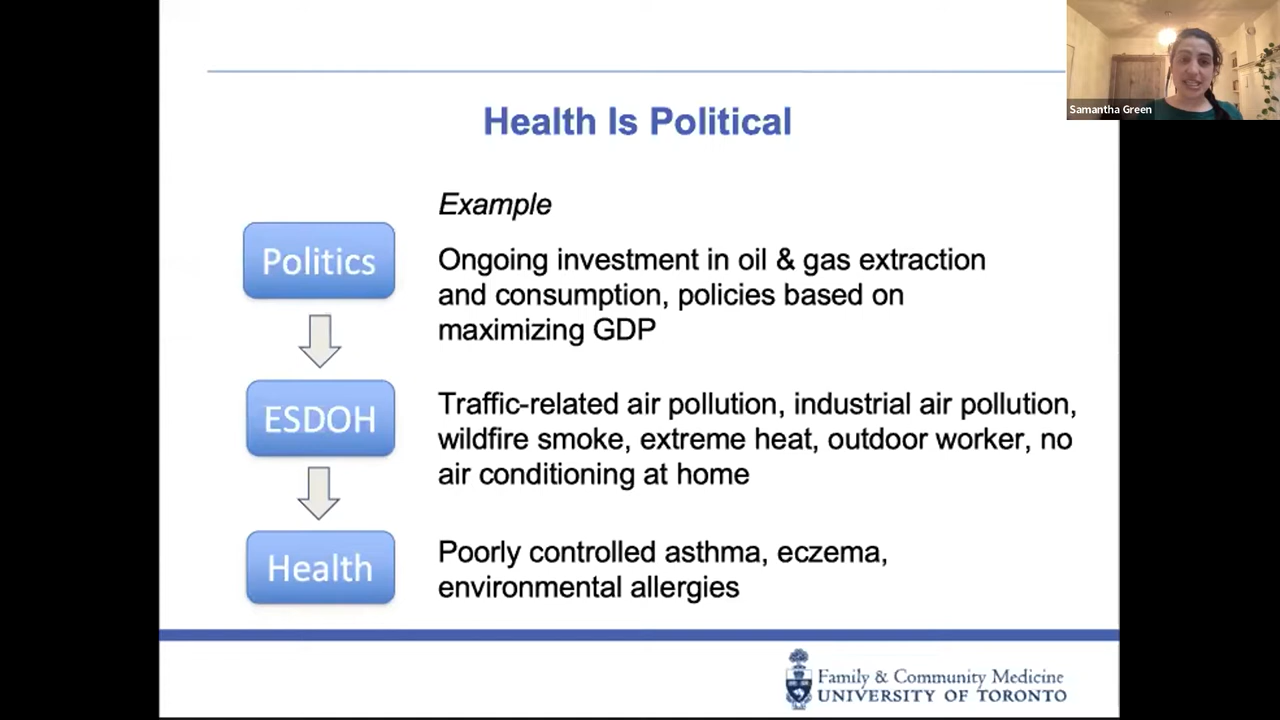 Samantha Green
Health Is Political
Example
Politics
Ongoing investment in oil & gas extraction
and consumption, policies based on
maximizing GDP
ESDOH
Traffic-related air pollution, industrial air pollution,
wildfire smoke, extreme heat, outdoor worker, no
air conditioning at home
Health
Poorly controlled asthma, eczema,
environmental allergies
Family & Community Medicine
UNIVERSITY OF TORONTO